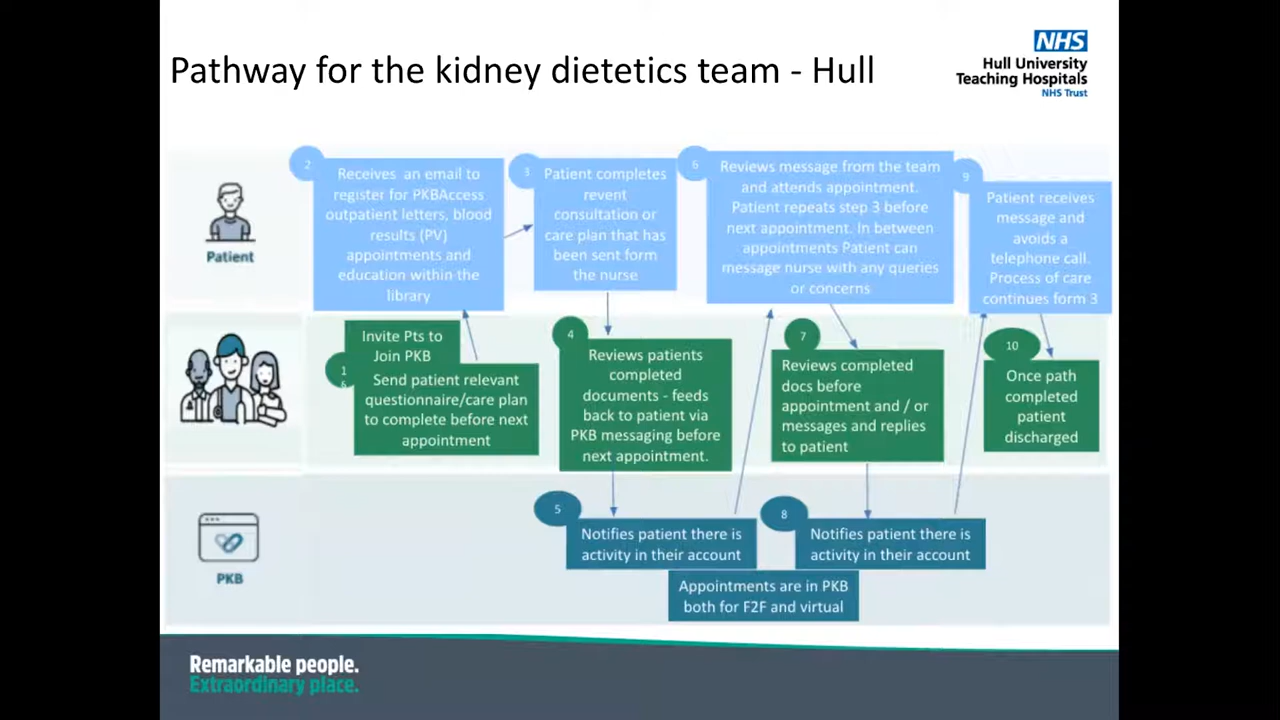 Pathway for the kidney dietetics team - Hull
NHS
Hull University
Teaching Hospitals
NHS Trust
Patient
2
Receives an email to
register for PKBAccess
outpatient letters, blood
results (PV)
appointments and
education within the
library
3
Patient completes
revent
consultation or
care plan that has
been sent form
the nurse
6
Reviews message from the team
and attends appointment.
Patient repeats step 3 before
next appointment. In between
appointments Patient can
message nurse with any queries
or concerns
9
Patient receives
message and
avoids a
telephone call.
Process of care
continues form 3
Invite Pts to
Join PKB
1
Send patient relevant
questionnaire/care plan
to complete before next
appointment
4
Reviews patients
completed
documents - feeds
back to patient via
PKB messaging before
next appointment.
7
Reviews completed
docs before
appointment and / or
messages and replies
to patient
10
Once path
completed
patient
discharged
PKB
5
Notifies patient there is
activity in their account
8
Notifies patient there is
activity in their account
Appointments are in PKB
both for F2F and virtual
Remarkable people.
Extraordinary place.